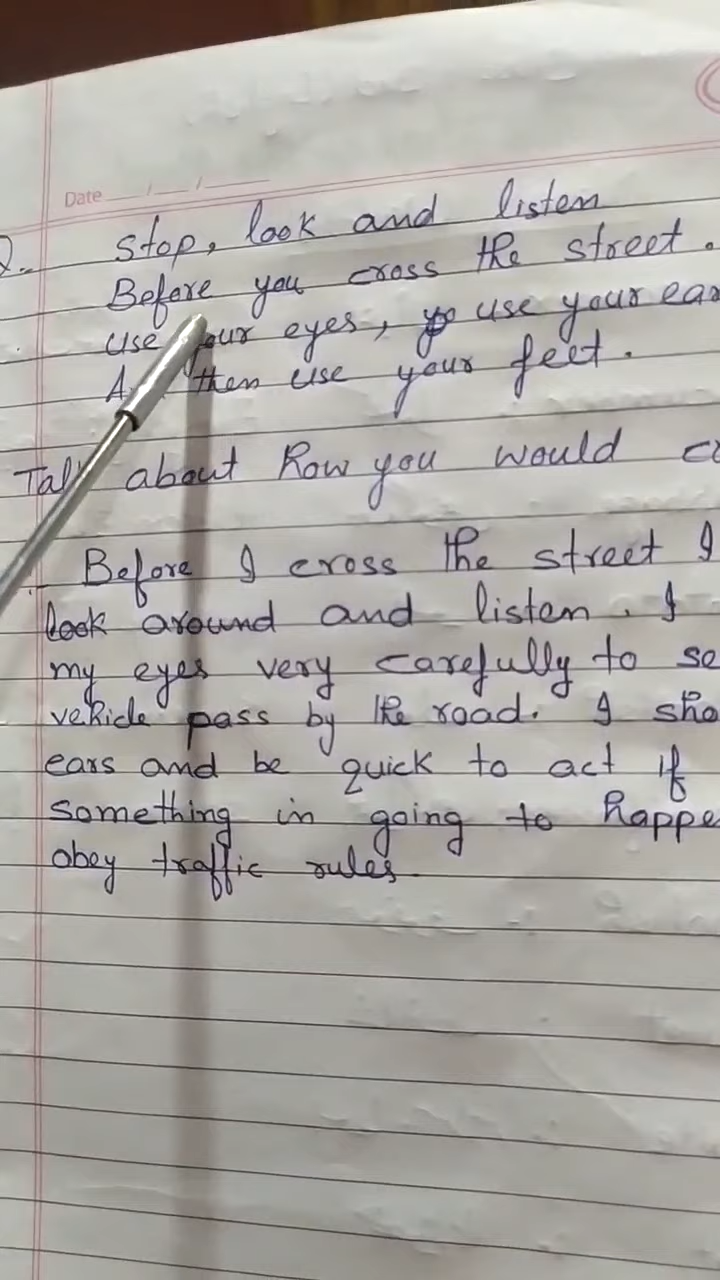 Date
Q. Stop, look and listen
Before you cross the street.
Use your eyes, use your ear
then use your feet.
about how you would
Before I cross the street I
look around and listen. I
my eyes very carefully to
vehicle pass by the road. I
ears and be quick to act if
something in going to
obey traffic rules